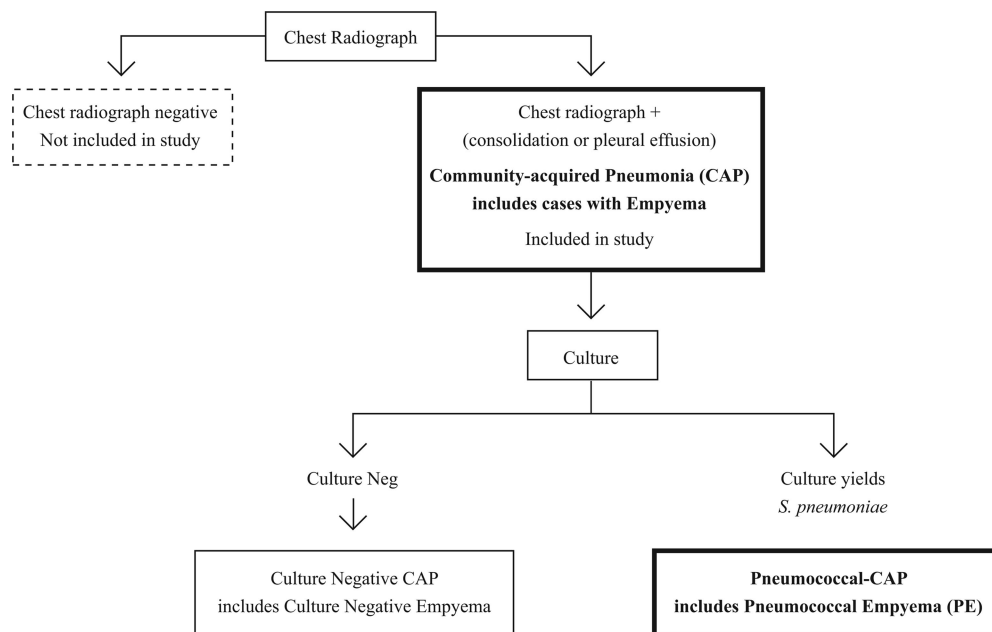 Chest Radiograph
Chest radiograph negative
Not included in study
Chest radiograph +
(consolidation or pleural effusion)
Community-acquired Pneumonia (CAP)
includes cases with Empyema
Included in study
Culture
Culture Neg
Culture yields
S. pneumoniae
Culture Negative CAP
includes Culture Negative Empyema
Pneumococcal-CAP
includes Pneumococcal Empyema (PE)